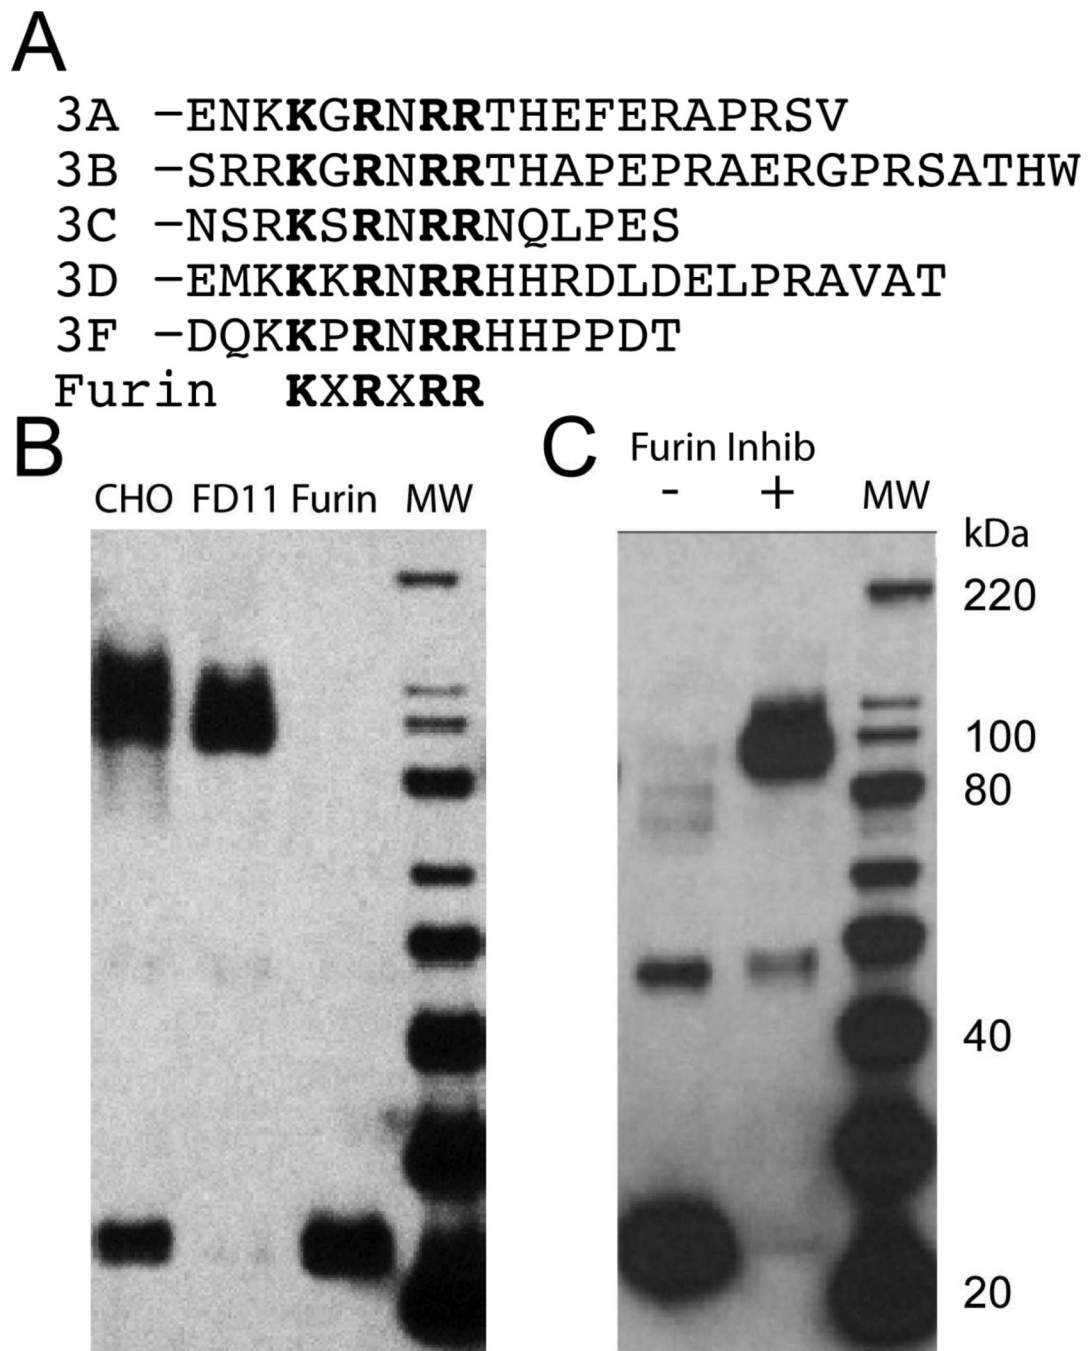 A
3A -ENKKGRNRRTHEFERAPRSV
3B -SRRKGRNRRTHAPEPRAERGPRSATHW
3C -NSRKSRNRRNQLPES
3D -EMKKKRNRRHHRDLDELPRAVAT
3F -DQKKPRNRRHHPPDT
Furin KXRXRR
B
CHO FD11 Furin MW
C
Furin Inhib
- + MW
kDa
220
100
80
40
20